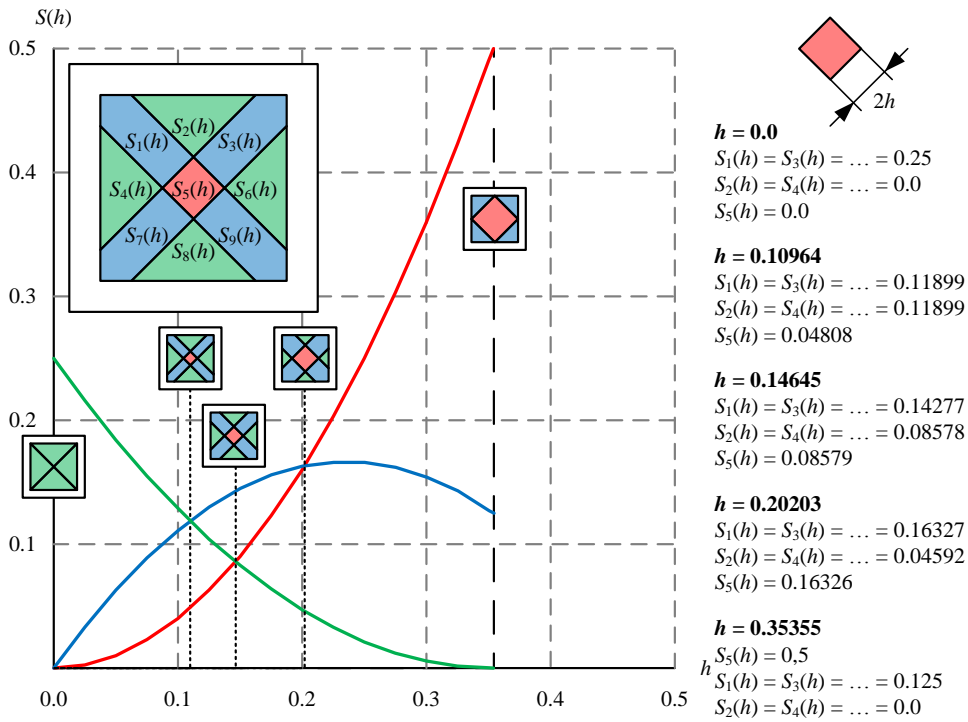 S(h)
0.5
0.4
0.3
0.2
0.1
S₁(h)
S₂(h)
S₃(h)
S₄(h)
S₅(h)
S₆(h)
S₇(h)
S₈(h)
S₉(h)
0.0
0.1
0.2
0.3
0.4
0.5
h
2h
h = 0.0
S₁(h) = S₃(h) = … = 0.25
S₂(h) = S₄(h) = … = 0.0
S₅(h) = 0.0
h = 0.10964
S₁(h) = S₃(h) = … = 0.11899
S₂(h) = S₄(h) = … = 0.11899
S₅(h) = 0.04808
h = 0.14645
S₁(h) = S₃(h) = … = 0.14277
S₂(h) = S₄(h) = … = 0.08578
S₅(h) = 0.08579
h = 0.20203
S₁(h) = S₃(h) = … = 0.16327
S₂(h) = S₄(h) = … = 0.04592
S₅(h) = 0.16326
h = 0.35355
S₅(h) = 0,5
S₁(h) = S₃(h) = … = 0.125
S₂(h) = S₄(h) = … = 0.0